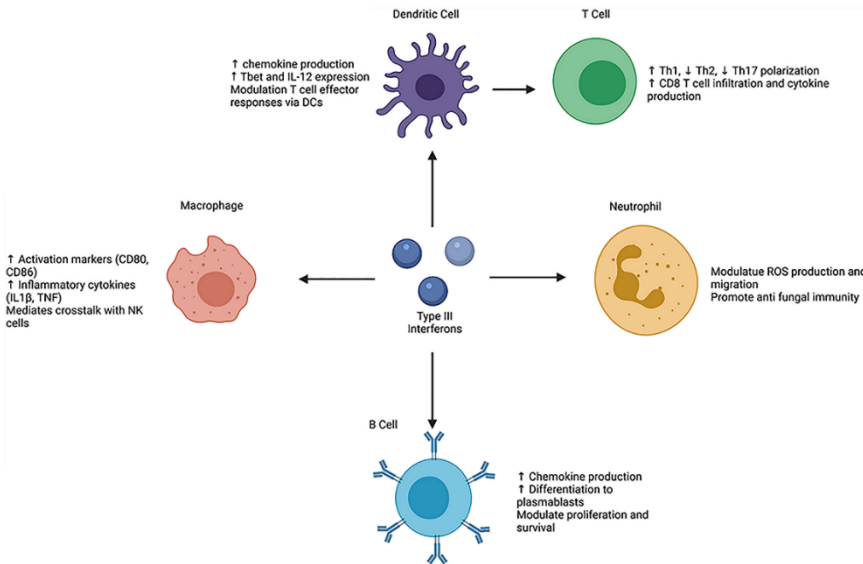 Dendritic Cell
↑ chemokine production
↑ Tbet and IL-12 expression
Modulation T cell effector
responses via DCs
T Cell
↑ Th1, ↓ Th2, ↓ Th17 polarization
↑ CD8 T cell infiltration and cytokine
production
Macrophage
↑ Activation markers (CD80,
CD86)
↑ Inflammatory cytokines
(IL1β, TNF)
Mediates crosstalk with NK
cells
Type III
Interferons
Neutrophil
Modulatue ROS production and
migration
Promote anti fungal immunity
B Cell
↑ Chemokine production
↑ Differentiation to
plasmablasts
Modulate proliferation and
survival